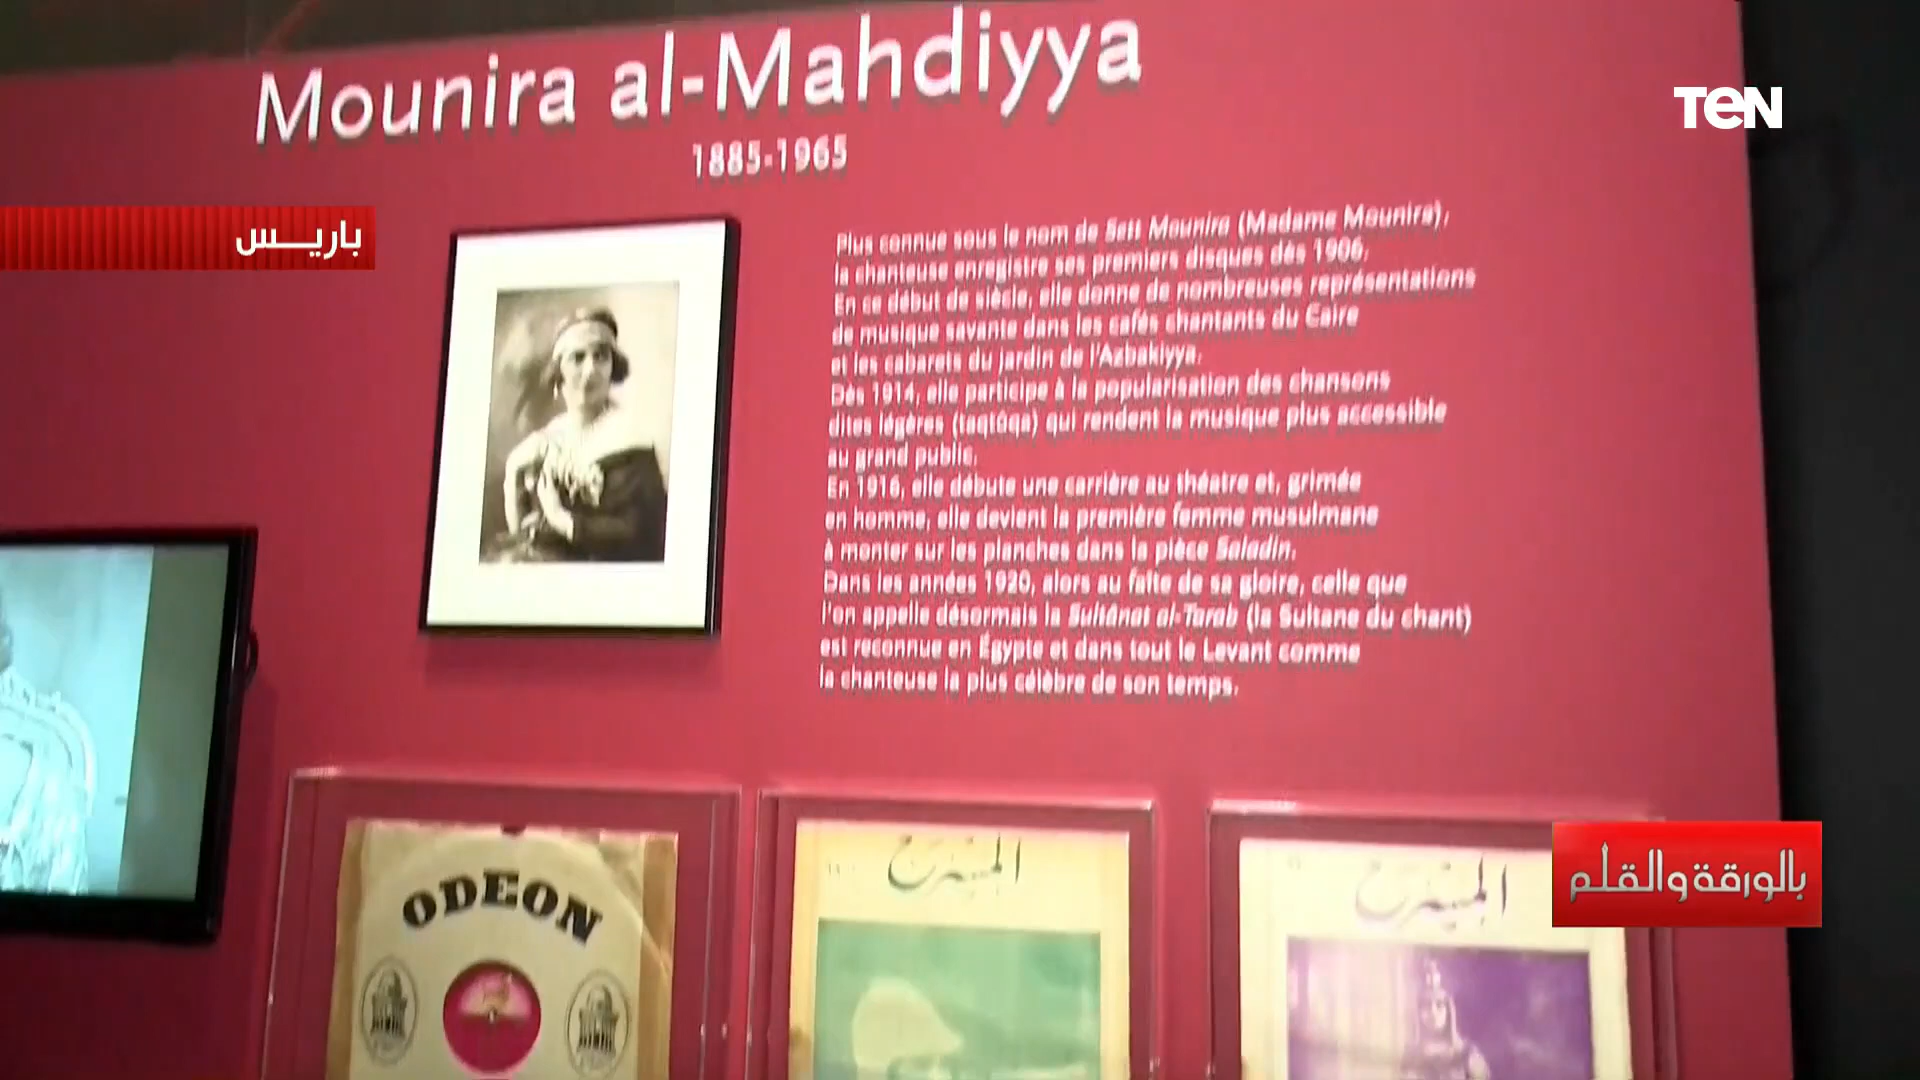 Mounira al-Mahdiyya
1885-1965
TeN
باريس
Plus connue sous le nom de Sett Mounira (Madame Mounira),
la chanteuse enregistre ses premiers disques dès 1906.
En ce début de siècle, elle donne de nombreuses représentations
de musique savante dans les cafés chantants du Caire
et les cabarets du jardin de l'Azbakiyya.
Dès 1914, elle participe à la popularisation des chansons
dites légères (taqtûqa) qui rendent la musique plus accessible
au grand public.
En 1916, elle débute une carrière au théâtre et, grimée
en homme, elle devient la première femme musulmane
à monter sur les planches dans la pièce Saladin.
Dans les années 1920, alors au faîte de sa gloire, celle que
l'on appelle désormais la Sultânat al-Tarab (la Sultane du chant)
est reconnue en Égypte et dans tout le Levant comme
la chanteuse la plus célèbre de son temps.
ODEON
المسرح
المسرح
بالورقة والقلم